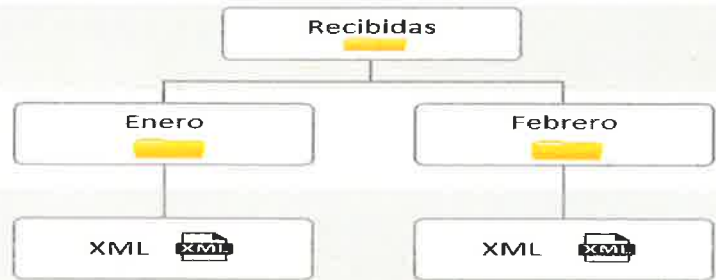 Recibidas
Enero
Febrero
XML XML
XML XML